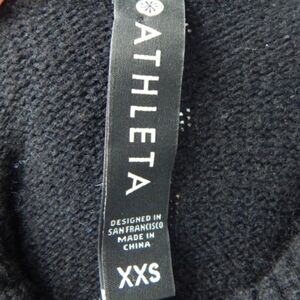 ATHLETA
DESIGNED IN
SAN FRANCISCO
MADE IN
CHINA
XXS